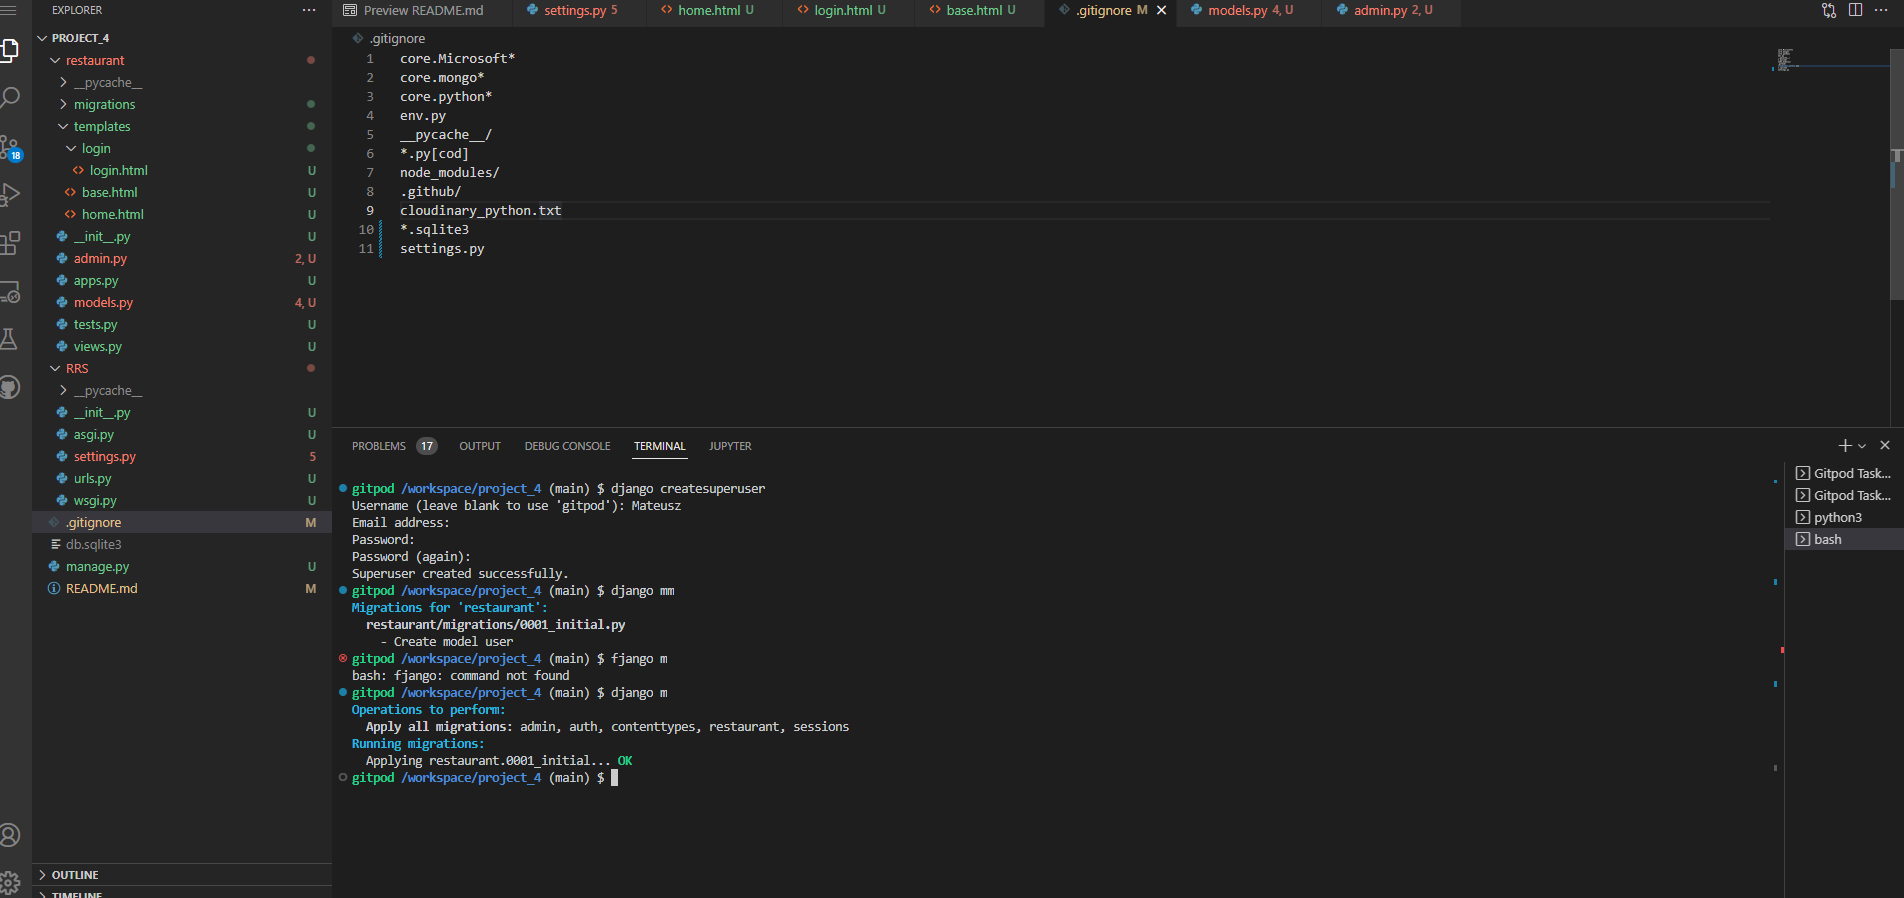 EXPLORER
PROJECT_4
restaurant
__pycache__
migrations
templates
login
login.html U
base.html U
home.html U
__init__.py U
admin.py 2, U
apps.py U
models.py 4, U
tests.py U
views.py U
RRS
__pycache__
__init__.py U
asgi.py U
settings.py 5
urls.py U
wsgi.py U
.gitignore M
db.sqlite3
manage.py U
README.md M
OUTLINE
TIMELINE
18
Preview README.md settings.py 5 home.html U login.html U base.html U .gitignore M models.py 4, U admin.py 2, U
.gitignore
1 core.Microsoft*
2 core.mongo*
3 core.python*
4 env.py
5 __pycache__/
6 *.py[cod]
7 node_modules/
8 .github/
9 cloudinary_python.txt
10 *.sqlite3
11 settings.py
PROBLEMS 17 OUTPUT DEBUG CONSOLE TERMINAL JUPYTER
gitpod /workspace/project_4 (main) $ django createsuperuser
Username (leave blank to use 'gitpod'): Mateusz
Email address:
Password:
Password (again):
Superuser created successfully.
gitpod /workspace/project_4 (main) $ django mm
Migrations for 'restaurant':
restaurant/migrations/0001_initial.py
- Create model user
gitpod /workspace/project_4 (main) $ fjango m
bash: fjango: command not found
gitpod /workspace/project_4 (main) $ django m
Operations to perform:
Apply all migrations: admin, auth, contenttypes, restaurant, sessions
Running migrations:
Applying restaurant.0001_initial... OK
gitpod /workspace/project_4 (main) $
Gitpod Task...
Gitpod Task...
python3
bash